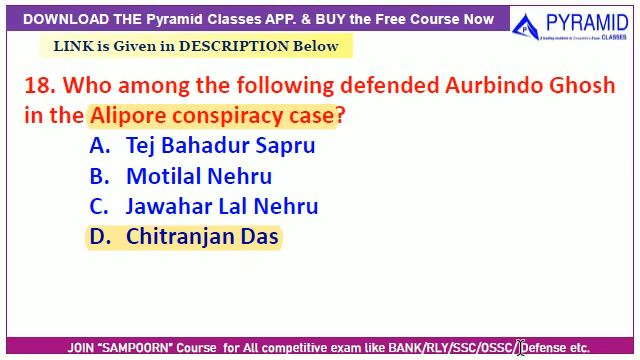 DOWNLOAD THE Pyramid Classes APP. & BUY the Free Course Now
PYRAMID
CLASSES
LINK is Given in DESCRIPTION Below
18. Who among the following defended Aurbindo Ghosh
in the Alipore conspiracy case?
A. Tej Bahadur Sapru
B. Motilal Nehru
C. Jawahar Lal Nehru
D. Chitranjan Das
JOIN "SAMPOORN" Course for All competitive exam like BANK/RLY/SSC/OSSC/Defense etc.